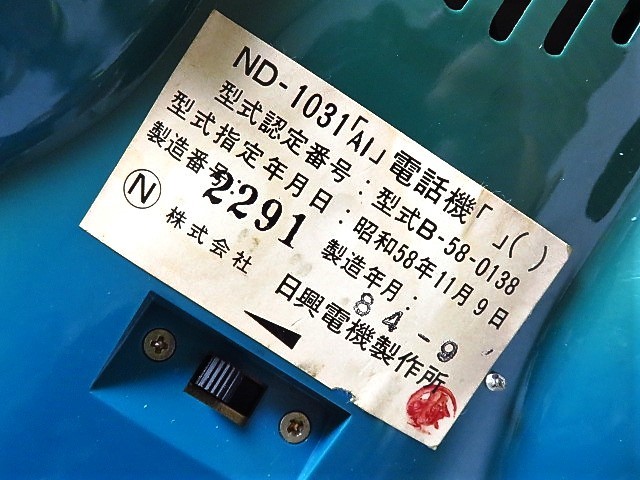 ND-1031「AI」電話機「 」( )
型式認定番号:型式B-58-0138
型式指定年月日:昭和58年11月9日
製造番号: 2291 製造年月: 84-9
Ⓝ 株式会社 日興電機製作所